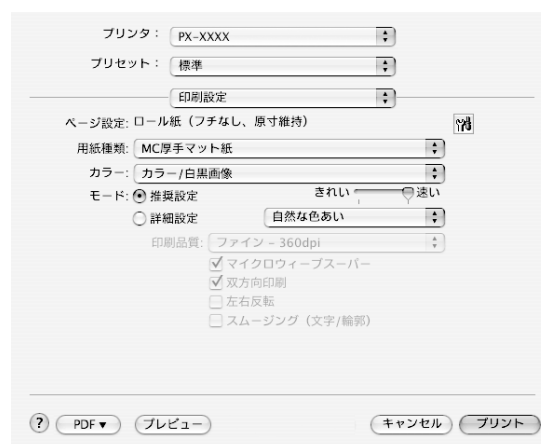 プリンタ： PX-XXXX
プリセット： 標準
印刷設定
ページ設定: ロール紙（フチなし、原寸維持）
用紙種類: MC厚手マット紙
カラー: カラー/白黒画像
モード: 推奨設定 きれい 速い
詳細設定 自然な色あい
印刷品質: ファイン – 360dpi
マイクロウィーブスーパー
双方向印刷
左右反転
スムージング（文字/輪郭）
? PDF▼ プレビュー キャンセル プリント